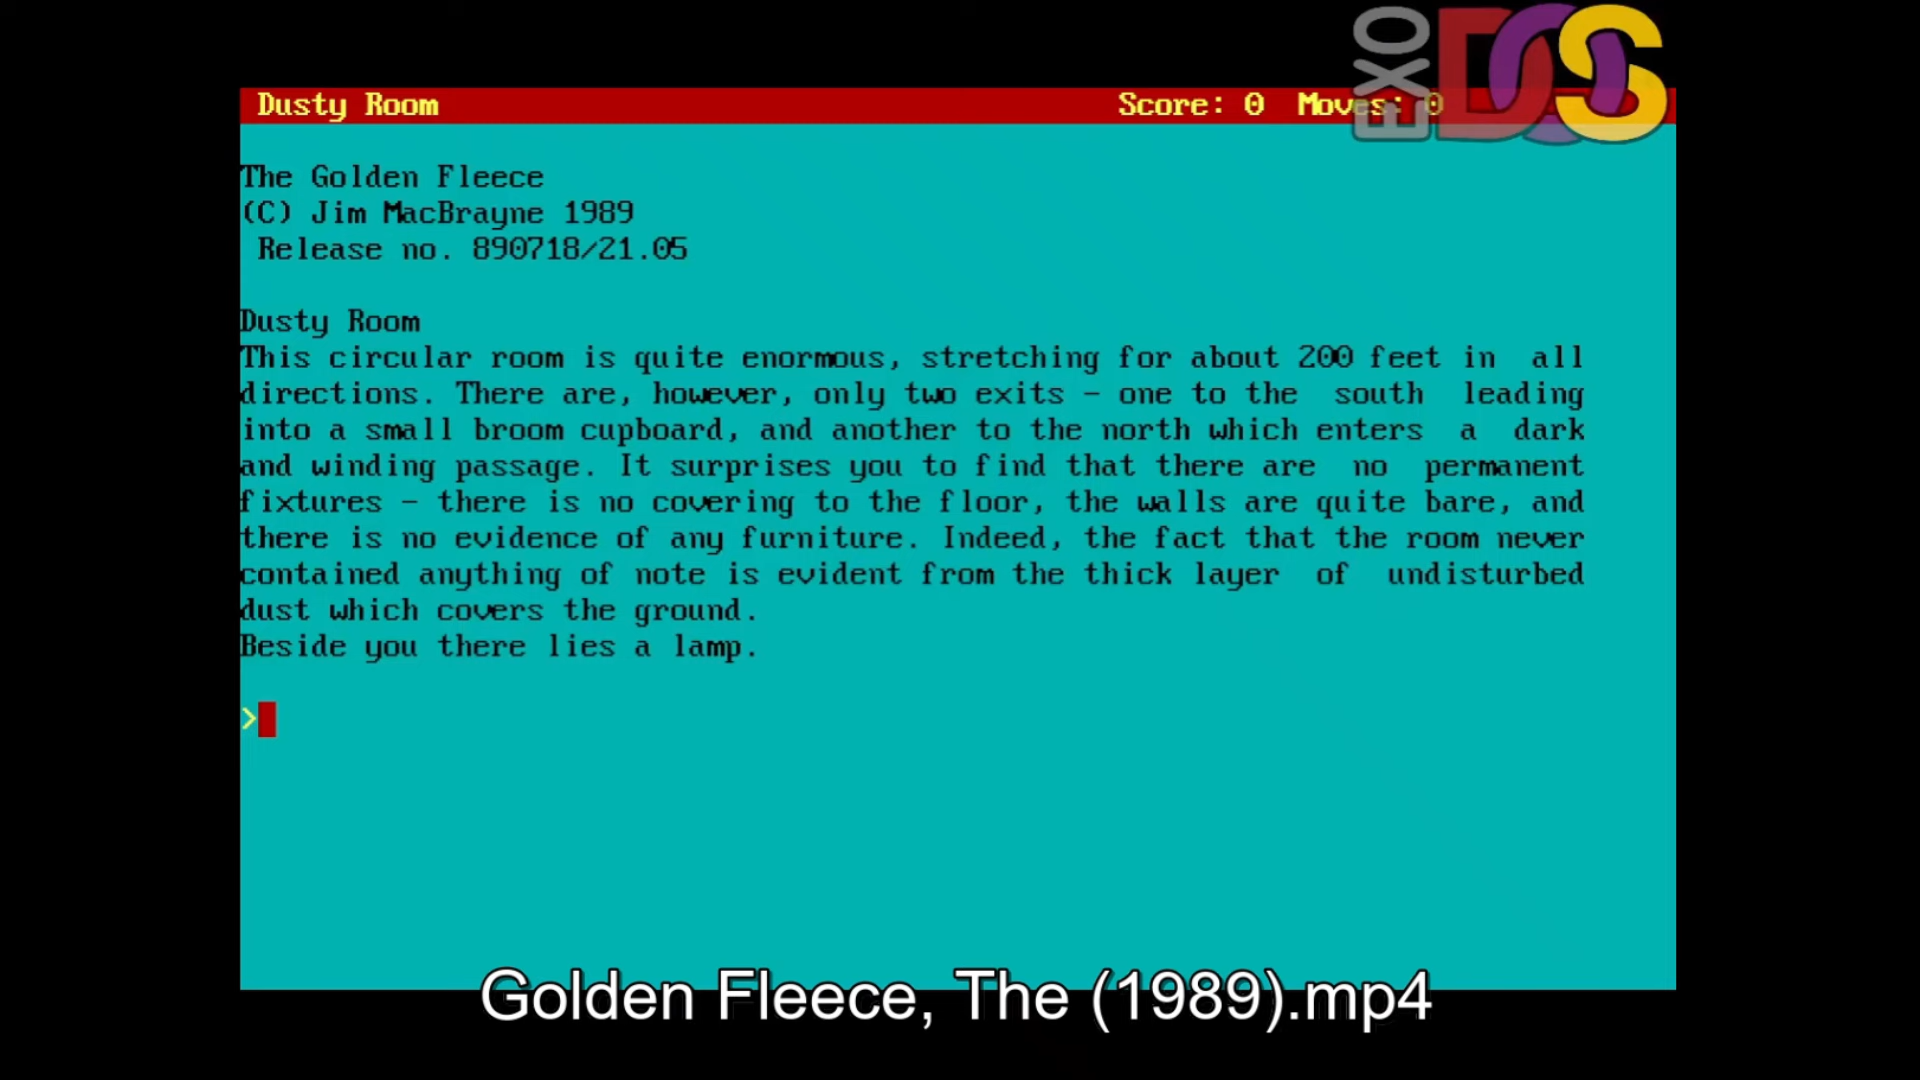 EXO DOS
Dusty Room Score: 0 Moves: 0
The Golden Fleece
(C) Jim MacBrayne 1989
Release no. 890718/21.05
Dusty Room
This circular room is quite enormous, stretching for about 200 feet in all
directions. There are, however, only two exits - one to the south leading
into a small broom cupboard, and another to the north which enters a dark
and winding passage. It surprises you to find that there are no permanent
fixtures - there is no covering to the floor, the walls are quite bare, and
there is no evidence of any furniture. Indeed, the fact that the room never
contained anything of note is evident from the thick layer of undisturbed
dust which covers the ground.
Beside you there lies a lamp.
>
Golden Fleece, The (1989).mp4